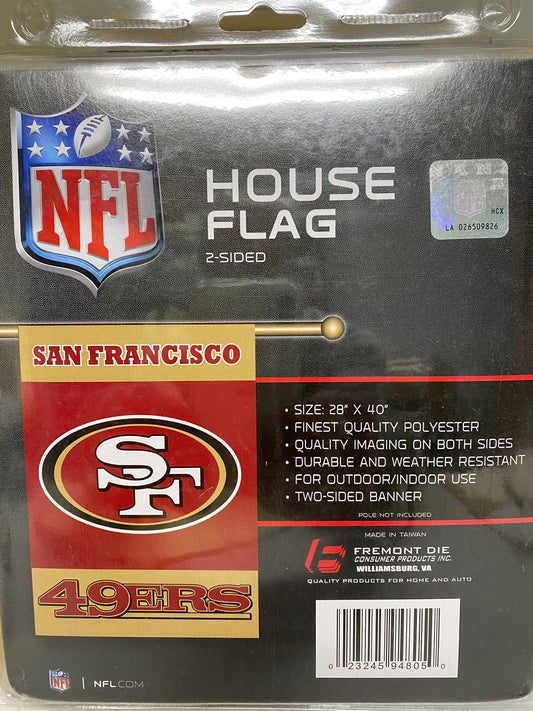 NFL
HOUSE
FLAG
2-SIDED
HCX
LA 026509826
SAN FRANCISCO
SF
49ERS
• SIZE: 28" X 40"
• FINEST QUALITY POLYESTER
• QUALITY IMAGING ON BOTH SIDES
• DURABLE AND WEATHER RESISTANT
• FOR OUTDOOR/INDOOR USE
• TWO-SIDED BANNER
POLE NOT INCLUDED
MADE IN TAIWAN
FREMONT DIE
CONSUMER PRODUCTS INC.
WILLIAMSBURG, VA
QUALITY PRODUCTS FOR HOME AND AUTO
0 23245 94805 0
NFL | NFL.COM